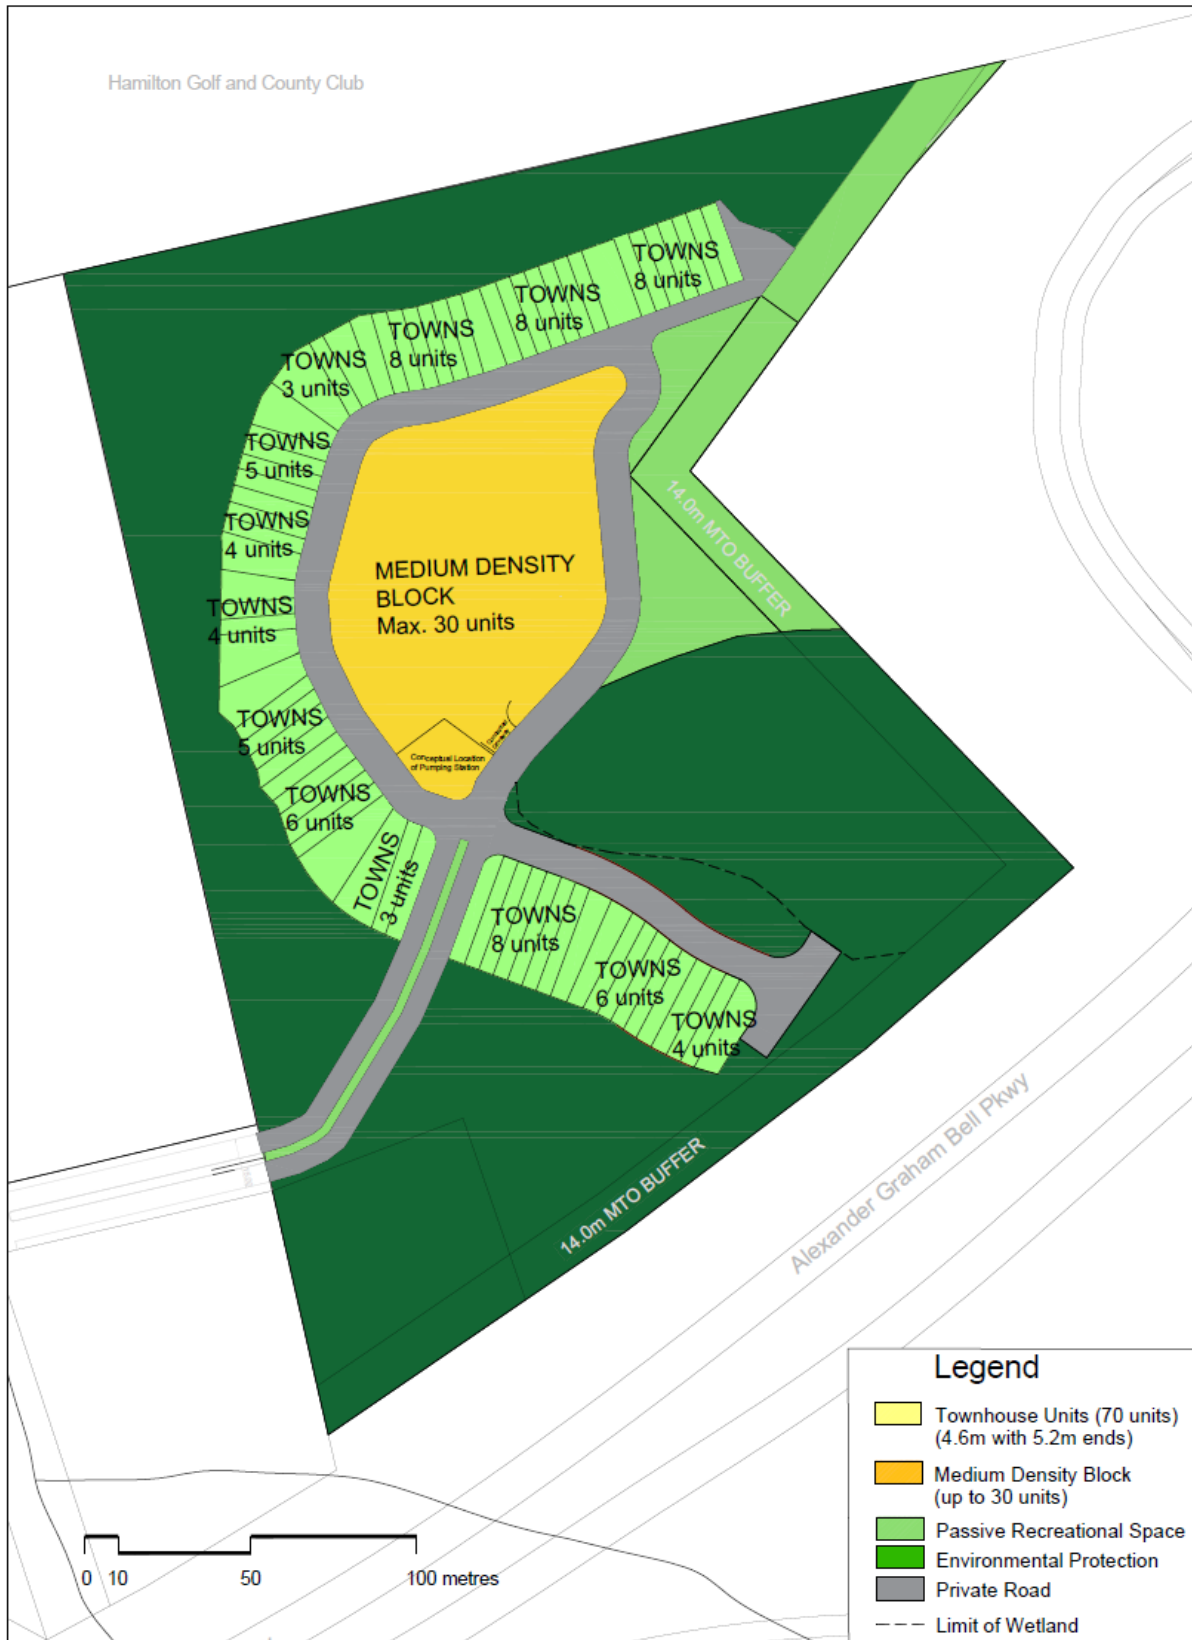 Hamilton Golf and County Club
TOWNS
8 units
TOWNS
8 units
TOWNS
8 units
TOWNS
3 units
TOWNS
5 units
TOWNS
4 units
TOWNS
4 units
TOWNS
5 units
TOWNS
6 units
TOWNS
3 units
MEDIUM DENSITY
BLOCK
Max. 30 units
Conceptual Location
of Pumping Station
14.0m MTO BUFFER
TOWNS
8 units
TOWNS
6 units
TOWNS
4 units
14.0m MTO BUFFER
Alexander Graham Bell Pkwy
Legend
Townhouse Units (70 units)
(4.6m with 5.2m ends)
Medium Density Block
(up to 30 units)
Passive Recreational Space
Environmental Protection
Private Road
Limit of Wetland
0 10 50 100 metres